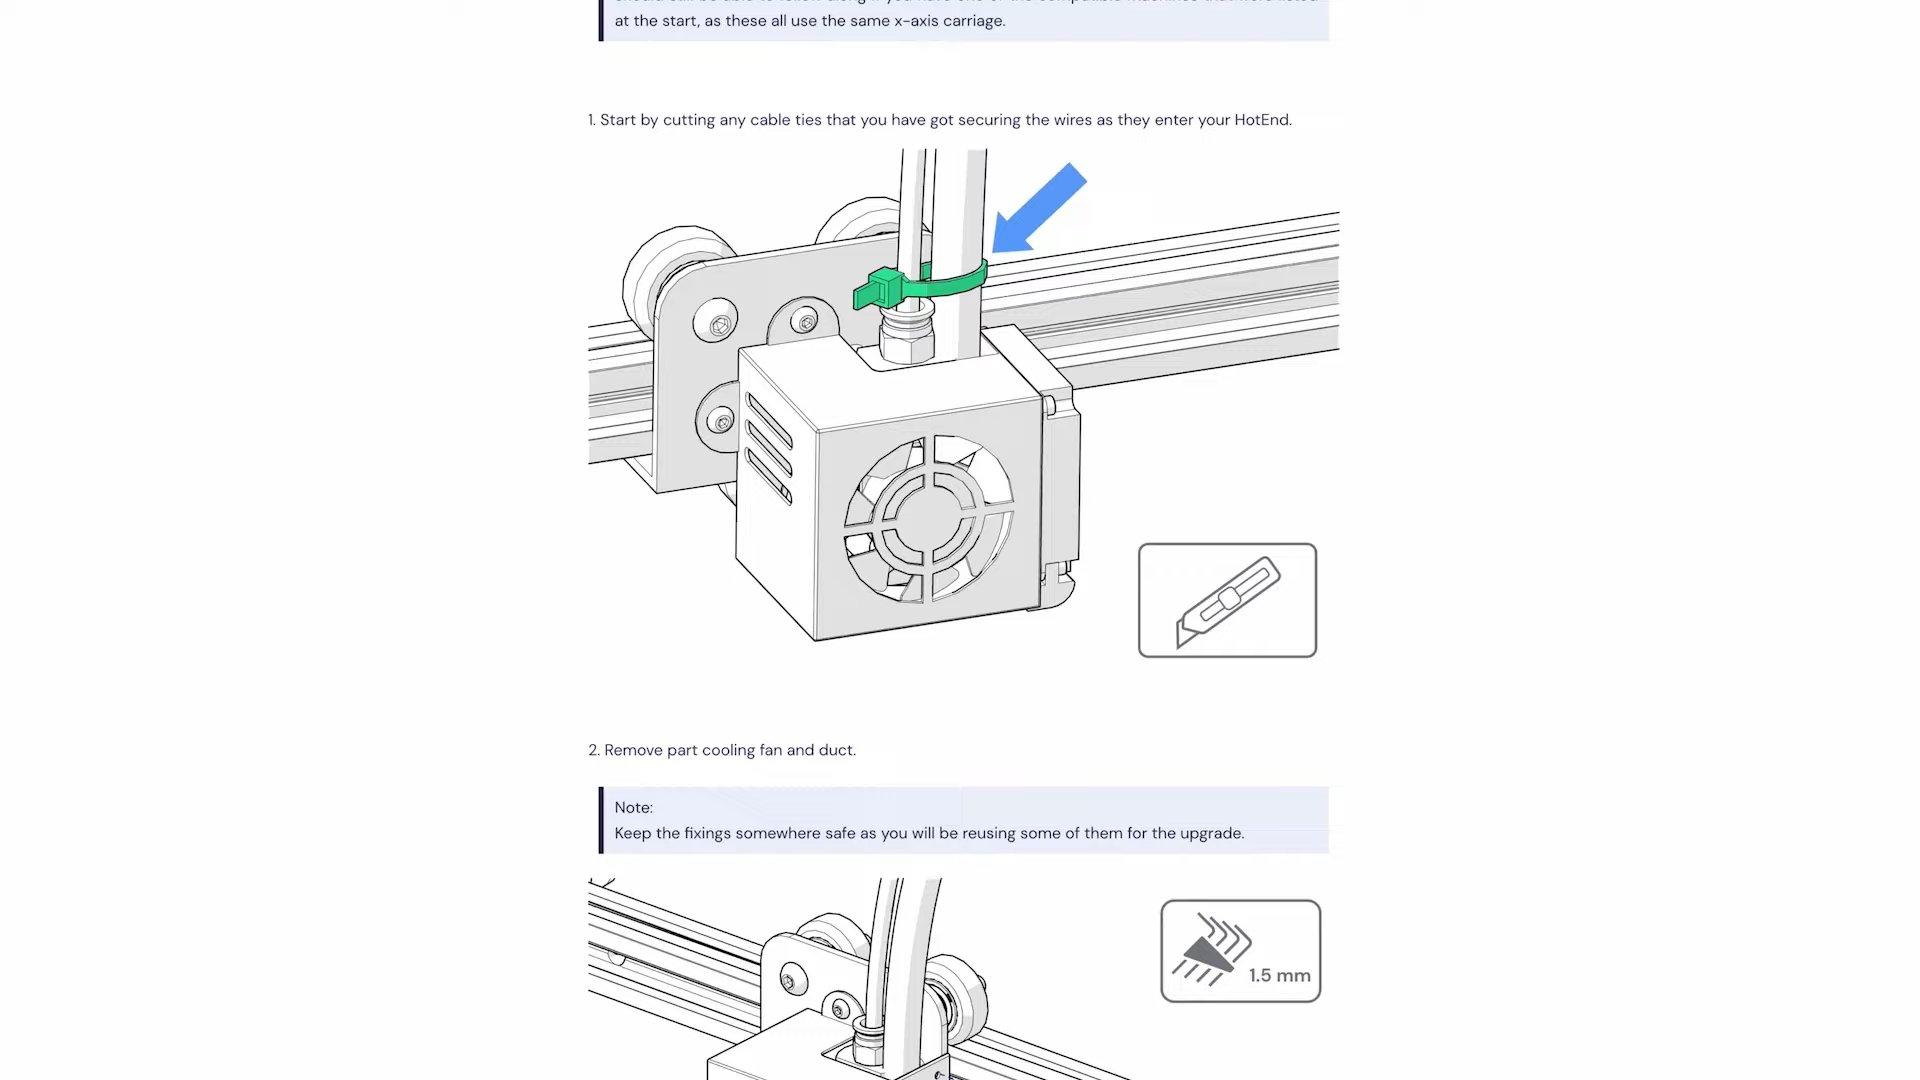 at the start, as these all use the same x-axis carriage.
1. Start by cutting any cable ties that you have got securing the wires as they enter your HotEnd.
2. Remove part cooling fan and duct.
Note:
Keep the fixings somewhere safe as you will be reusing some of them for the upgrade.
1.5 mm